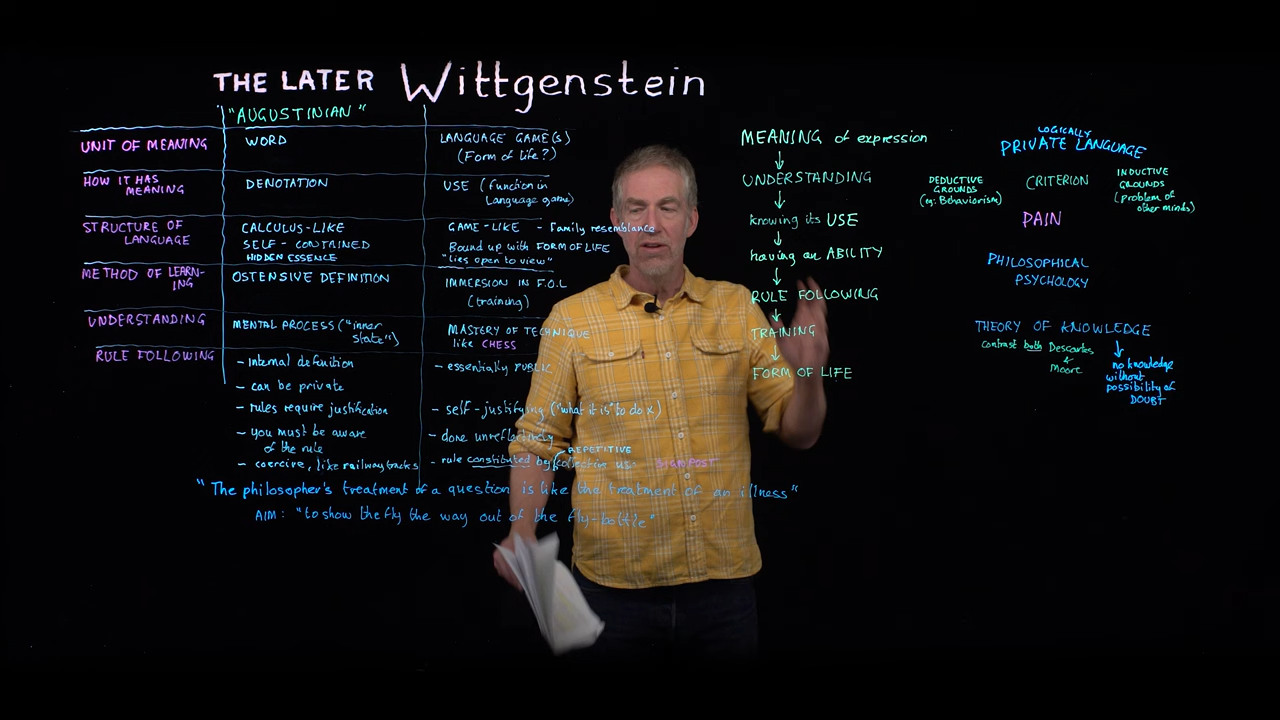 THE LATER Wittgenstein
"AUGUSTINIAN"
UNIT OF MEANING
WORD
LANGUAGE GAME(S)
(Form of life?)
HOW IT HAS
MEANING
DENOTATION
USE (function in
Language game)
STRUCTURE OF
LANGUAGE
CALCULUS-LIKE
SELF-CONTAINED
HIDDEN ESSENCE
GAME-LIKE - Family resemblance
Bound up with FORM OF LIFE
"lies open to view"
METHOD OF LEARN-
ING
OSTENSIVE DEFINITION
IMMERSION IN F.O.L
(training)
UNDERSTANDING
MENTAL PROCESS ("inner
state")
MASTERY OF TECHNIQUE
like CHESS
RULE FOLLOWING
- Internal definition
- can be private
- rules require justification
- you must be aware
of the rule
- coercive, like railway tracks
- essentially PUBLIC
- self-justifying ("what it is" to do x)
- done unreflectively
REPETITIVE
- rule constituted by collective us.
SIGN POST
"The philosopher's treatment of a question is like the treatment of an illness"
AIM: "to show the fly the way out of the fly-bottle"
MEANING of expression
↓
UNDERSTANDING
↓
knowing its USE
↓
having an ABILITY
↓
RULE FOLLOWING
↓
TRAINING
↓
FORM OF LIFE
LOGICALLY
PRIVATE LANGUAGE
DEDUCTIVE
GROUNDS
(eg: Behaviorism)
CRITERION
INDUCTIVE
GROUNDS
(problem of
other minds)
PAIN
PHILOSOPHICAL
PSYCHOLOGY
THEORY OF KNOWLEDGE
contrast both Descartes
+
Moore
↓
no knowledge
without
possibility of
DOUBT